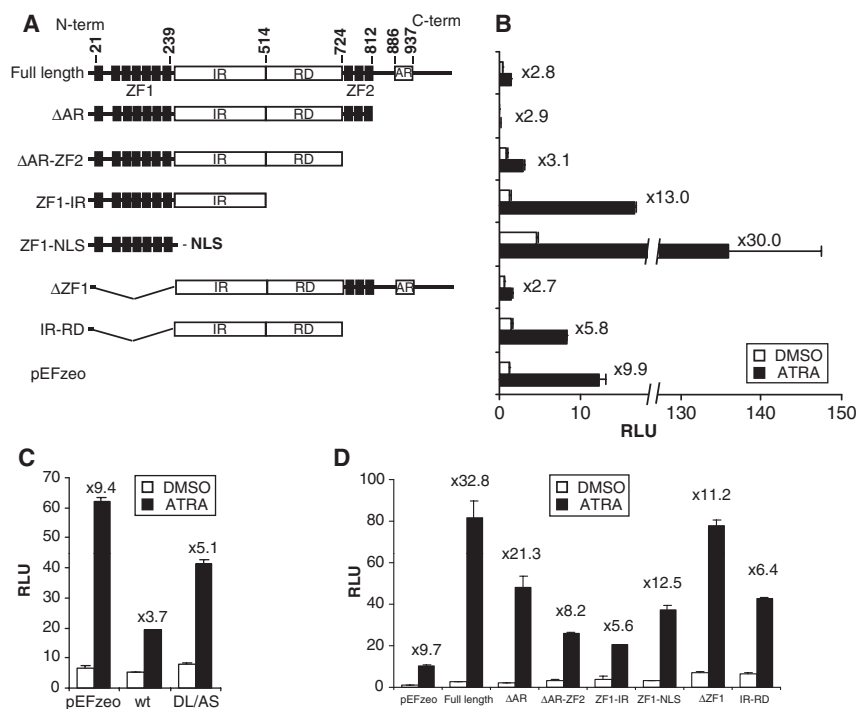 A
N-term
C-term
21
239
514
724
812
886
937
Full length
IR
RD
AR
ZF1
ZF2
ΔAR
IR
RD
ΔAR-ZF2
IR
RD
ZF1-IR
IR
ZF1-NLS
- NLS
ΔZF1
IR
RD
AR
IR-RD
IR
RD
pEFzeo
B
x2.8
x2.9
x3.1
x13.0
x30.0
x2.7
x5.8
x9.9
DMSO
ATRA
0
10
130
140
150
RLU
C
70
60
50
40
30
20
10
0
RLU
x9.4
x3.7
x5.1
DMSO
ATRA
pEFzeo
wt
DL/AS
D
100
80
60
40
20
0
RLU
x9.7
x32.8
x21.3
x8.2
x5.6
x12.5
x11.2
x6.4
DMSO
ATRA
pEFzeo
Full length
ΔAR
ΔAR-ZF2
ZF1-IR
ZF1-NLS
ΔZF1
IR-RD